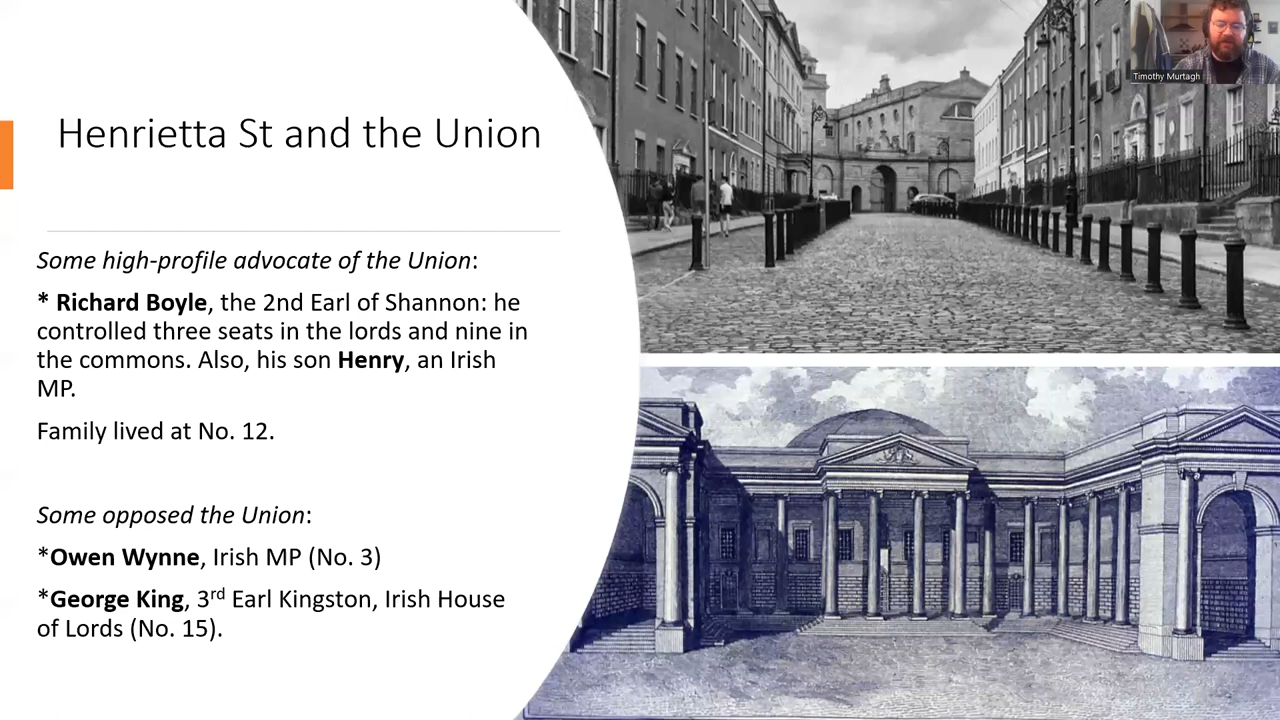 Timothy Murtagh
Henrietta St and the Union
Some high-profile advocate of the Union:
* Richard Boyle, the 2nd Earl of Shannon: he
controlled three seats in the lords and nine in
the commons. Also, his son Henry, an Irish
MP.
Family lived at No. 12.
Some opposed the Union:
*Owen Wynne, Irish MP (No. 3)
*George King, 3rd Earl Kingston, Irish House
of Lords (No. 15).